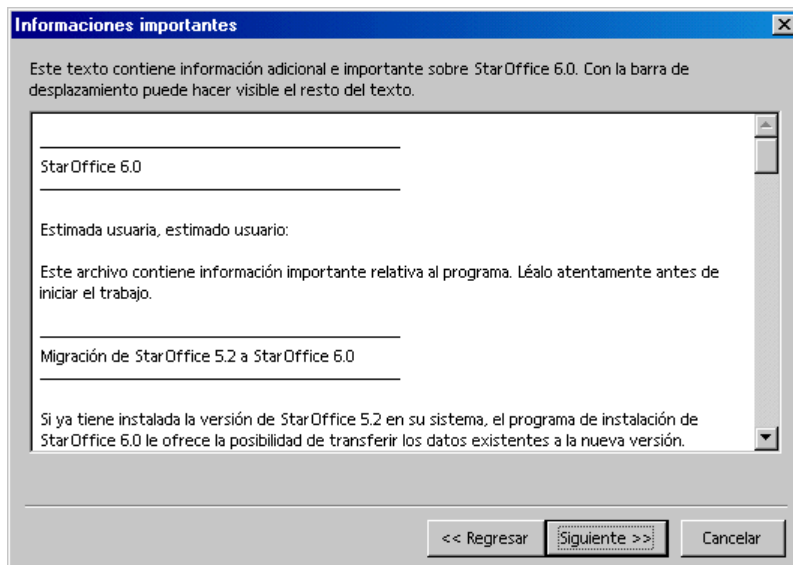 Informaciones importantes
Este texto contiene información adicional e importante sobre StarOffice 6.0. Con la barra de
desplazamiento puede hacer visible el resto del texto.
StarOffice 6.0
Estimada usuaria, estimado usuario:
Este archivo contiene información importante relativa al programa. Léalo atentamente antes de
iniciar el trabajo.
Migración de StarOffice 5.2 a StarOffice 6.0
Si ya tiene instalada la versión de StarOffice 5.2 en su sistema, el programa de instalación de
StarOffice 6.0 le ofrece la posibilidad de transferir los datos existentes a la nueva versión.
<< Regresar
Siguiente >>
Cancelar